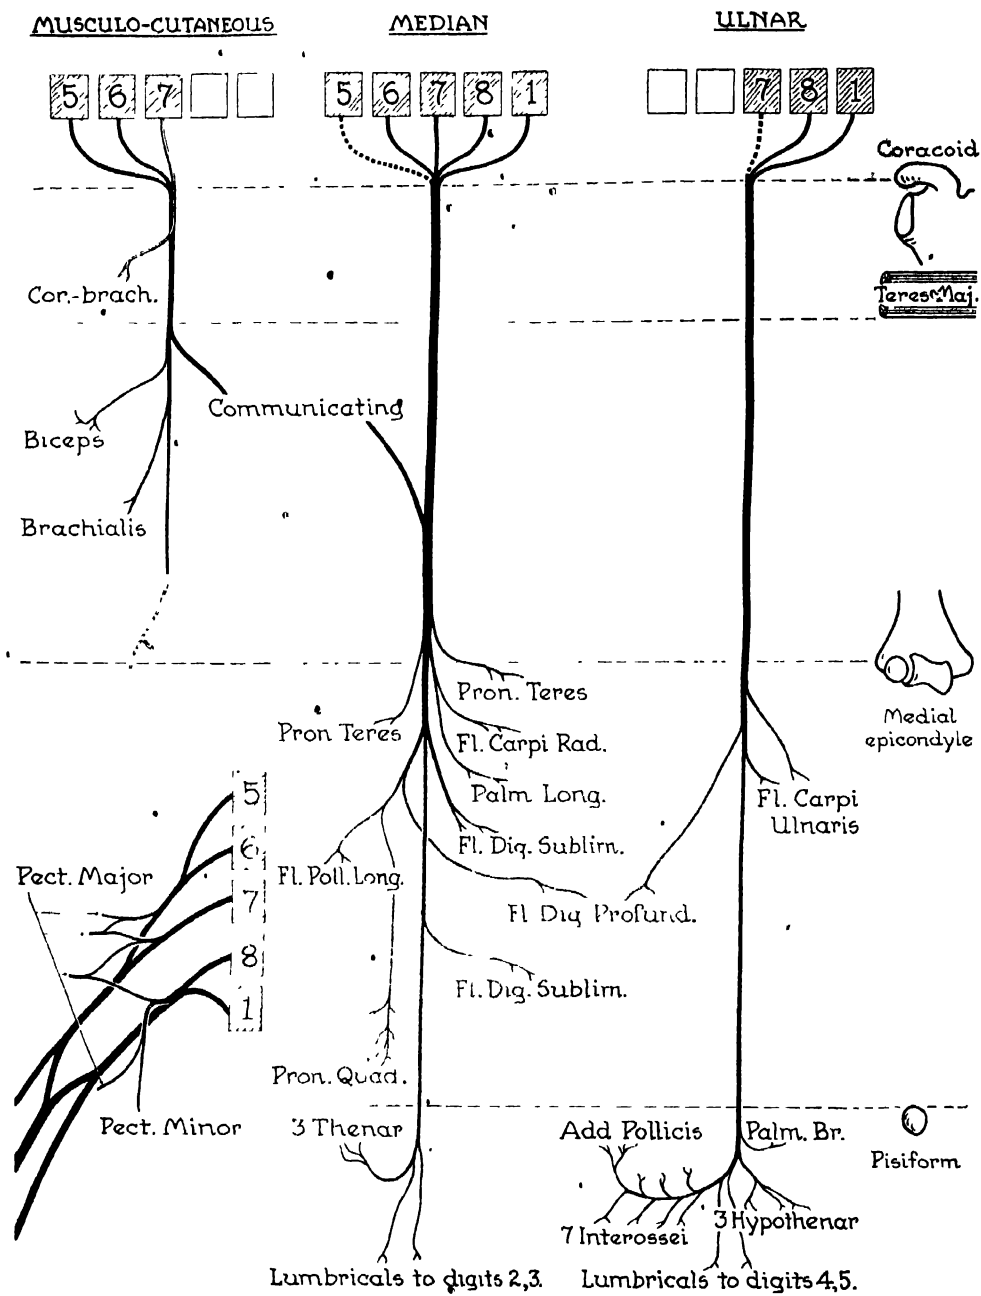 MUSCULO-CUTANEOUS
MEDIAN
ULNAR
5 6 7
5 6 7 8 1
7 8 1
Coracoid
Cor.-brach.
Teres Maj.
Communicating
Biceps
Brachialis
Pron. Teres
Medial
epicondyle
Pron Teres
Fl. Carpi Rad.
Palm Long.
Fl. Carpi
Ulnaris
Fl. Dig. Sublim.
5
6
7
8
1
Pect. Major
Fl. Poll. Long.
Fl Dig Profund.
Fl. Dig. Sublim.
Pron. Quad.
Pect. Minor
3 Thenar
Add Pollicis
Palm. Br.
Pisiform
7 Interossei
3 Hypothenar
Lumbricals to digits 2,3.
Lumbricals to digits 4,5.